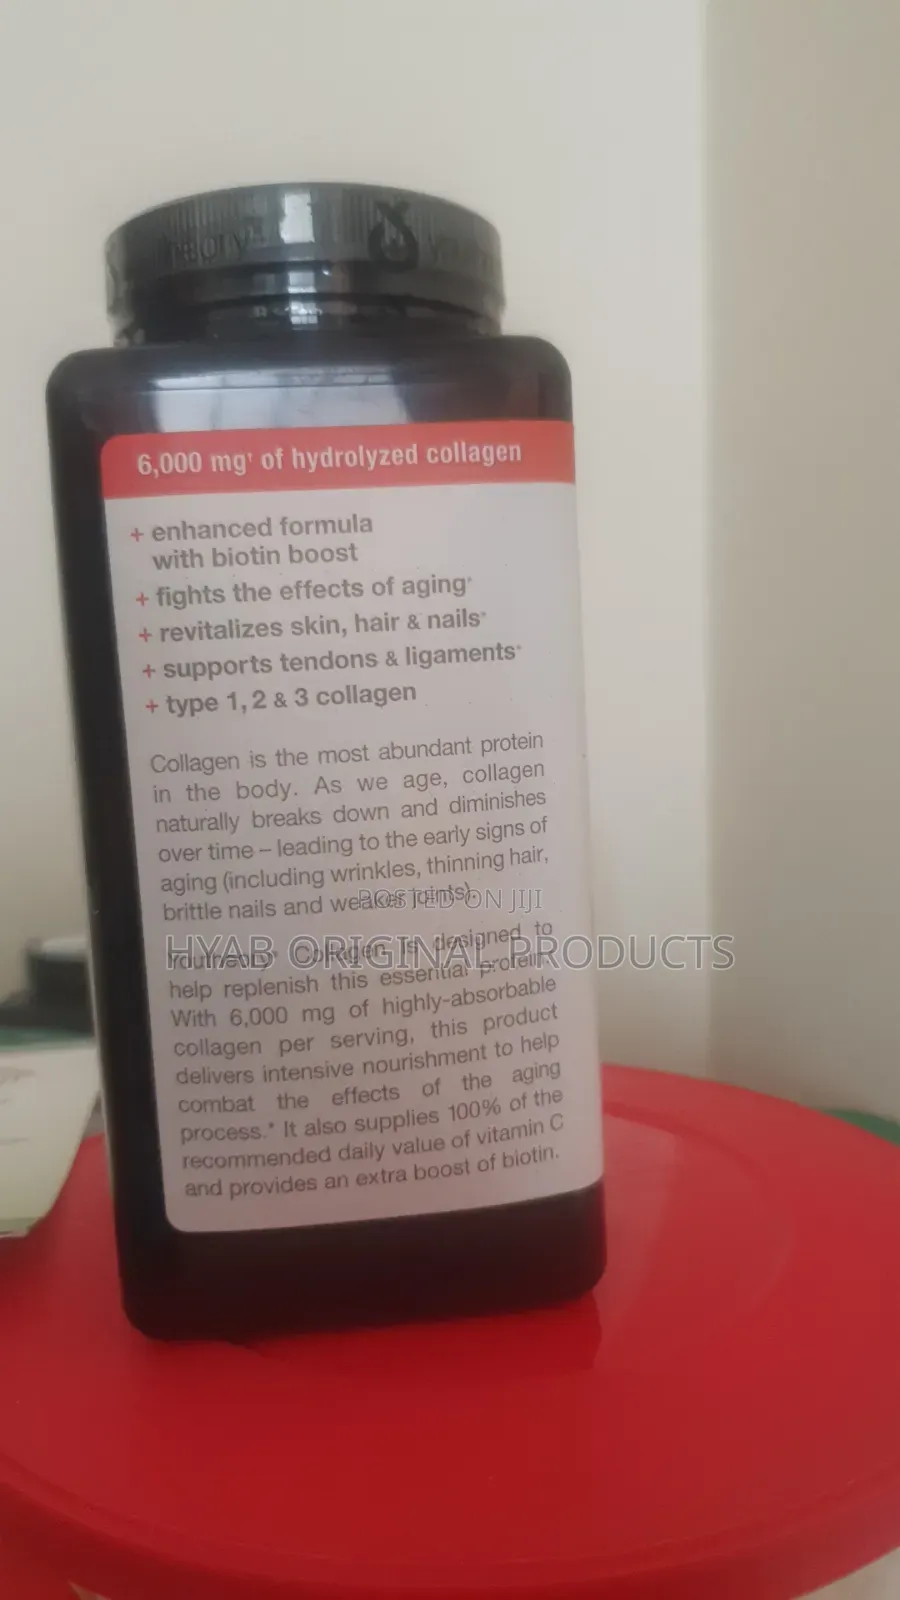 6,000 mg† of hydrolyzed collagen
+ enhanced formula
with biotin boost
+ fights the effects of aging*
+ revitalizes skin, hair & nails*
+ supports tendons & ligaments*
+ type 1, 2 & 3 collagen
Collagen is the most abundant protein
in the body. As we age, collagen
naturally breaks down and diminishes
over time – leading to the early signs of
aging (including wrinkles, thinning hair,
brittle nails and weaker joints).
POSTED ON JIJI
Youtheory® Collagen is designed to
HYAB ORIGINAL PRODUCTS
help replenish this essential protein.
With 6,000 mg of highly-absorbable
collagen per serving, this product
delivers intensive nourishment to help
combat the effects of the aging
process.* It also supplies 100% of the
recommended daily value of vitamin C
and provides an extra boost of biotin.